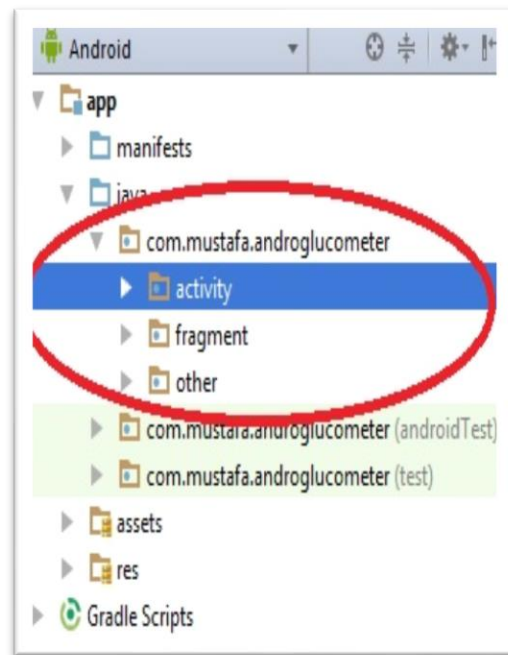 Android
app
manifests
java
com.mustafa.androglucometer
activity
fragment
other
com.mustafa.androglucometer (androidTest)
com.mustafa.androglucometer (test)
assets
res
Gradle Scripts